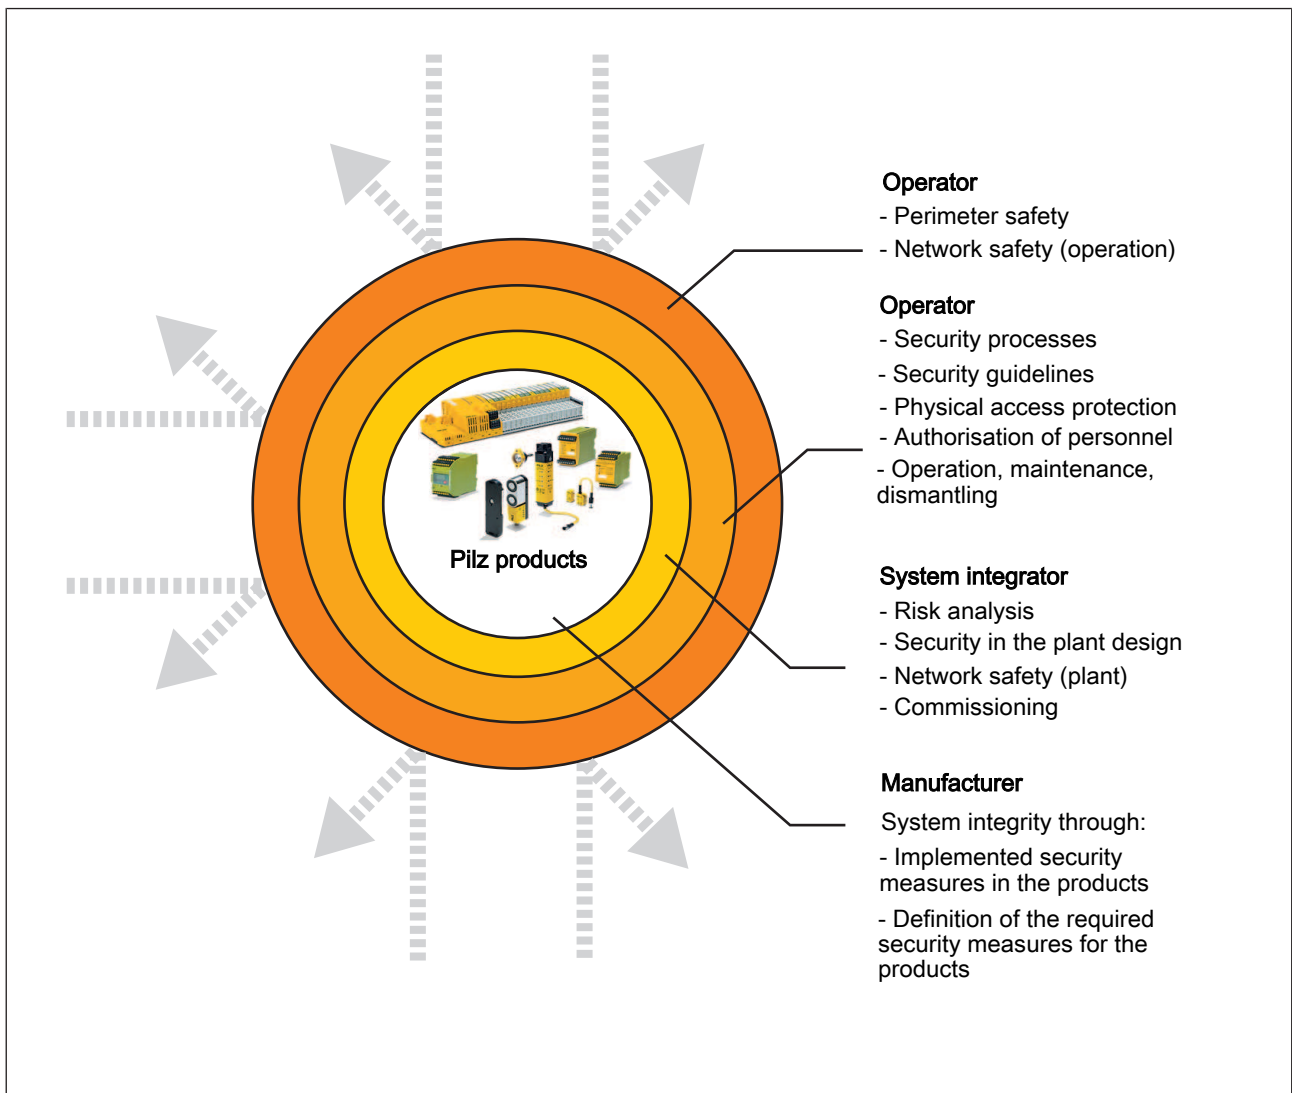 Operator
- Perimeter safety
- Network safety (operation)
Operator
- Security processes
- Security guidelines
- Physical access protection
- Authorisation of personnel
- Operation, maintenance,
dismantling
Pilz products
System integrator
- Risk analysis
- Security in the plant design
- Network safety (plant)
- Commissioning
Manufacturer
System integrity through:
- Implemented security
measures in the products
- Definition of the required
security measures for the
products